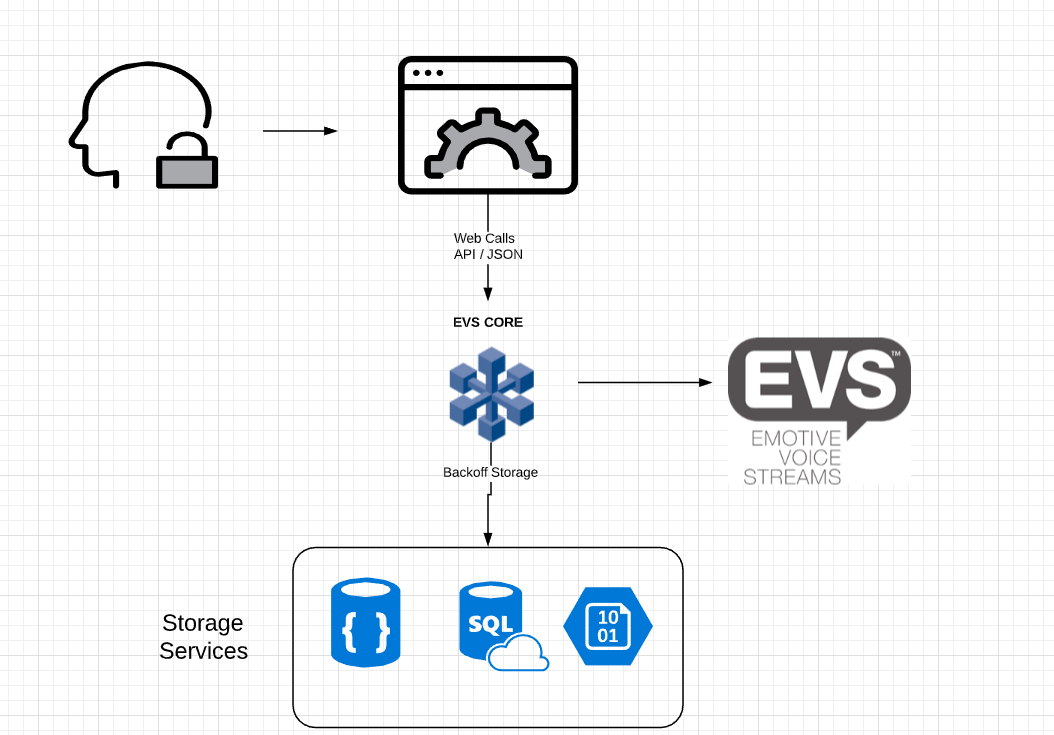 Web Calls
API / JSON
EVS CORE
EVS™
EMOTIVE
VOICE
STREAMS
Backoff Storage
Storage
Services
{ }
SQL
10
01